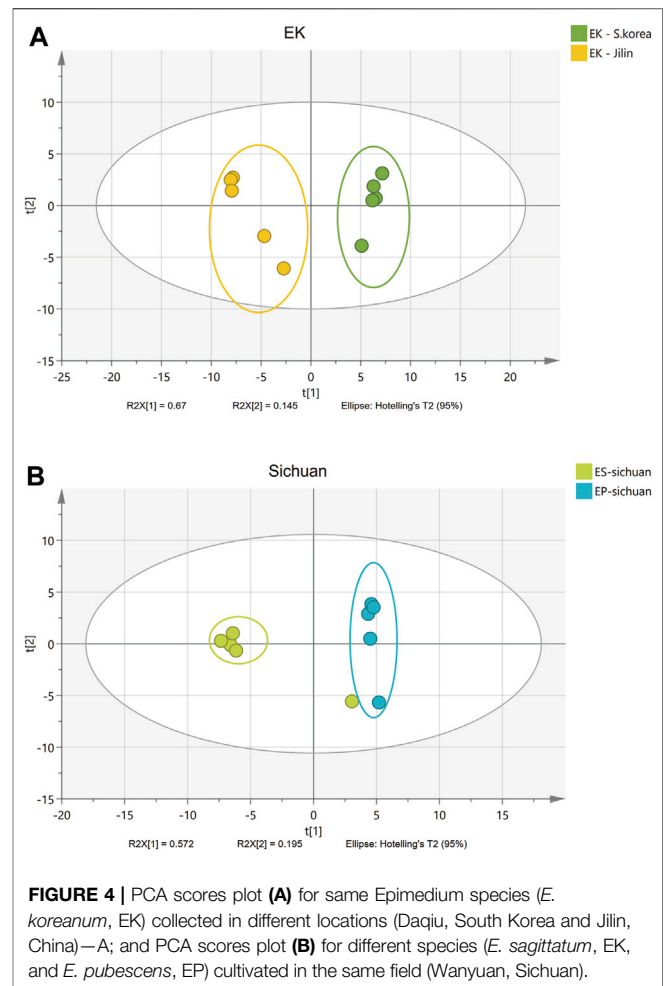 A
EK
EK - S.korea
EK - Jilin
10
5
0
-5
-10
-15
t[2]
-25 -20 -15 -10 -5 0 5 10 15 20
t[1]
R2X[1] = 0.67 R2X[2] = 0.145 Ellipse: Hotelling's T2 (95%)
B
Sichuan
ES-sichuan
EP-sichuan
10
5
0
-5
-10
-15
t[2]
-20 -15 -10 -5 0 5 10 15
t[1]
R2X[1] = 0.572 R2X[2] = 0.195 Ellipse: Hotelling's T2 (95%)
FIGURE 4 | PCA scores plot (A) for same Epimedium species (E.
koreanum, EK) collected in different locations (Daqiu, South Korea and Jilin,
China)—A; and PCA scores plot (B) for different species (E. sagittatum, EK,
and E. pubescens, EP) cultivated in the same field (Wanyuan, Sichuan).